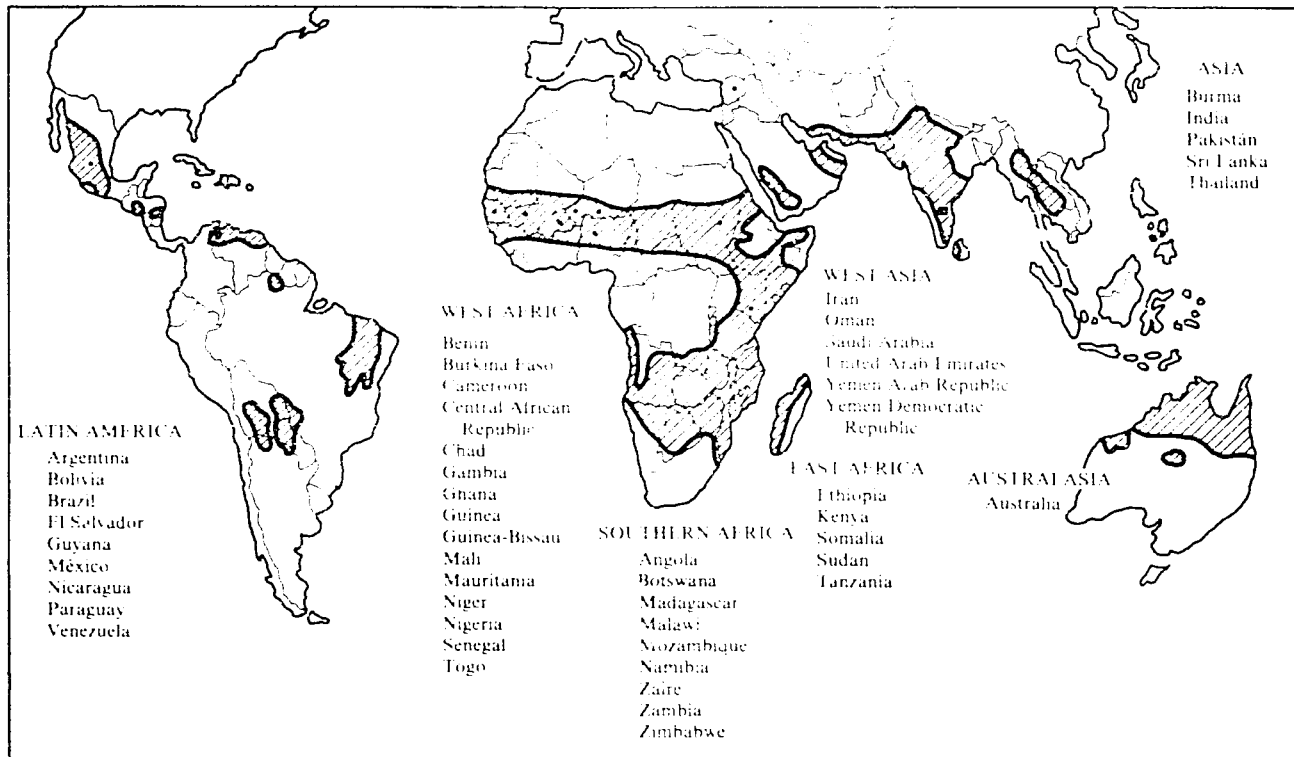 ASIA
Burma
India
Pakistán
Sri Lanka
Thailand
WEST ASIA
Iran
Oman
Saudi Arabia
United Arab Emirates
Yemen Arab Republic
Yemen Democratic
Republic
WEST AFRICA
Benin
Burkina Faso
Cameroon
Central African
Republic
Chad
Gambia
Ghana
Guinea
Guinea-Bissau
Mali
Mauritania
Niger
Nigeria
Senegal
Togo
LATIN AMERICA
Argentina
Bolivia
Brazil
El Salvador
Guyana
México
Nicaragua
Paraguay
Venezuela
EAST AFRICA
Ethiopia
Kenya
Somalia
Sudan
Tanzania
AUSTRALASIA
Australia
SOUTHERN AFRICA
Angola
Botswana
Madagascar
Malawi
Mozambique
Namibia
Zaire
Zambia
Zimbabwe